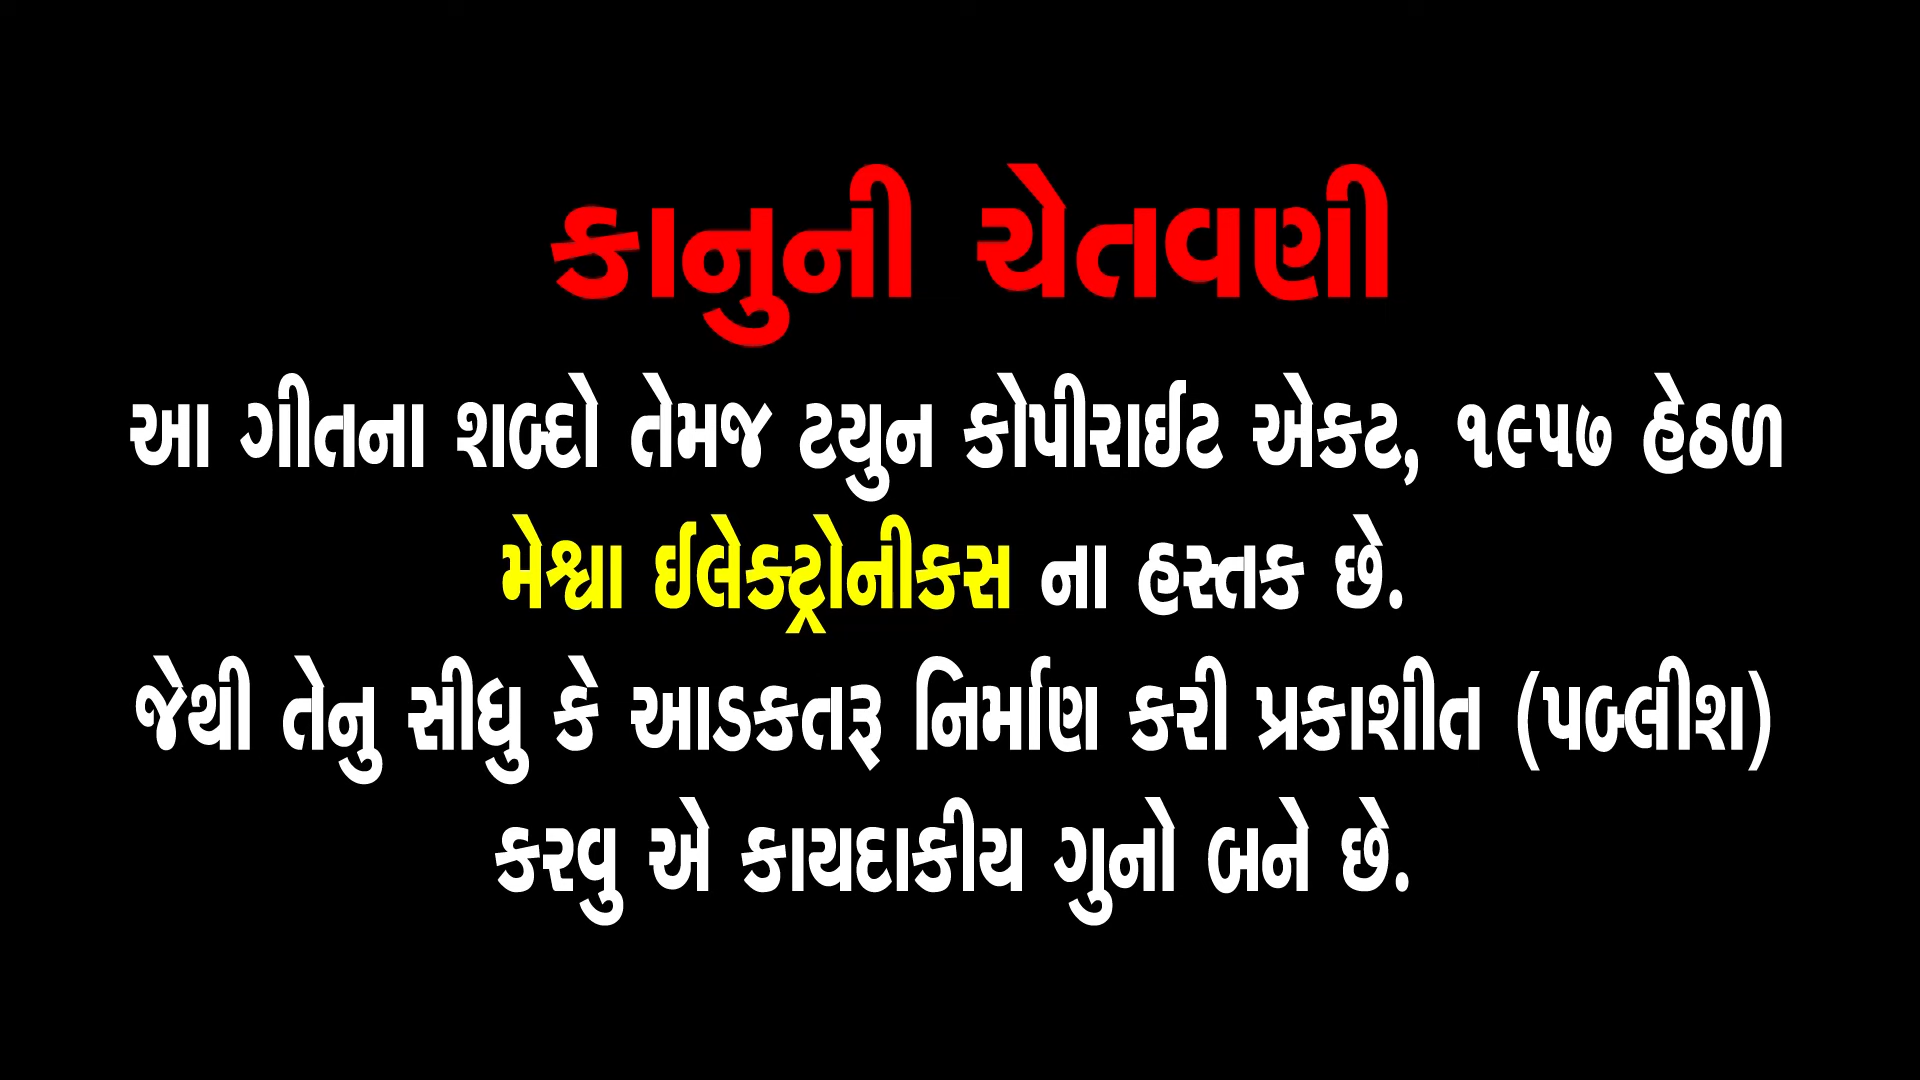 કાનુની ચેતવણી
આ ગીતના શબ્દો તેમજ ટયુન કોપીરાઈટ એકટ, ૧૯૫૭ હેઠળ
મેશ્વા ઈલેક્ટ્રોનીકસ ના હસ્તક છે.
જેથી તેનુ સીધુ કે આડકતરૂ નિર્માણ કરી પ્રકાશીત (પબ્લીશ)
કરવુ એ કાયદાકીય ગુનો બને છે.